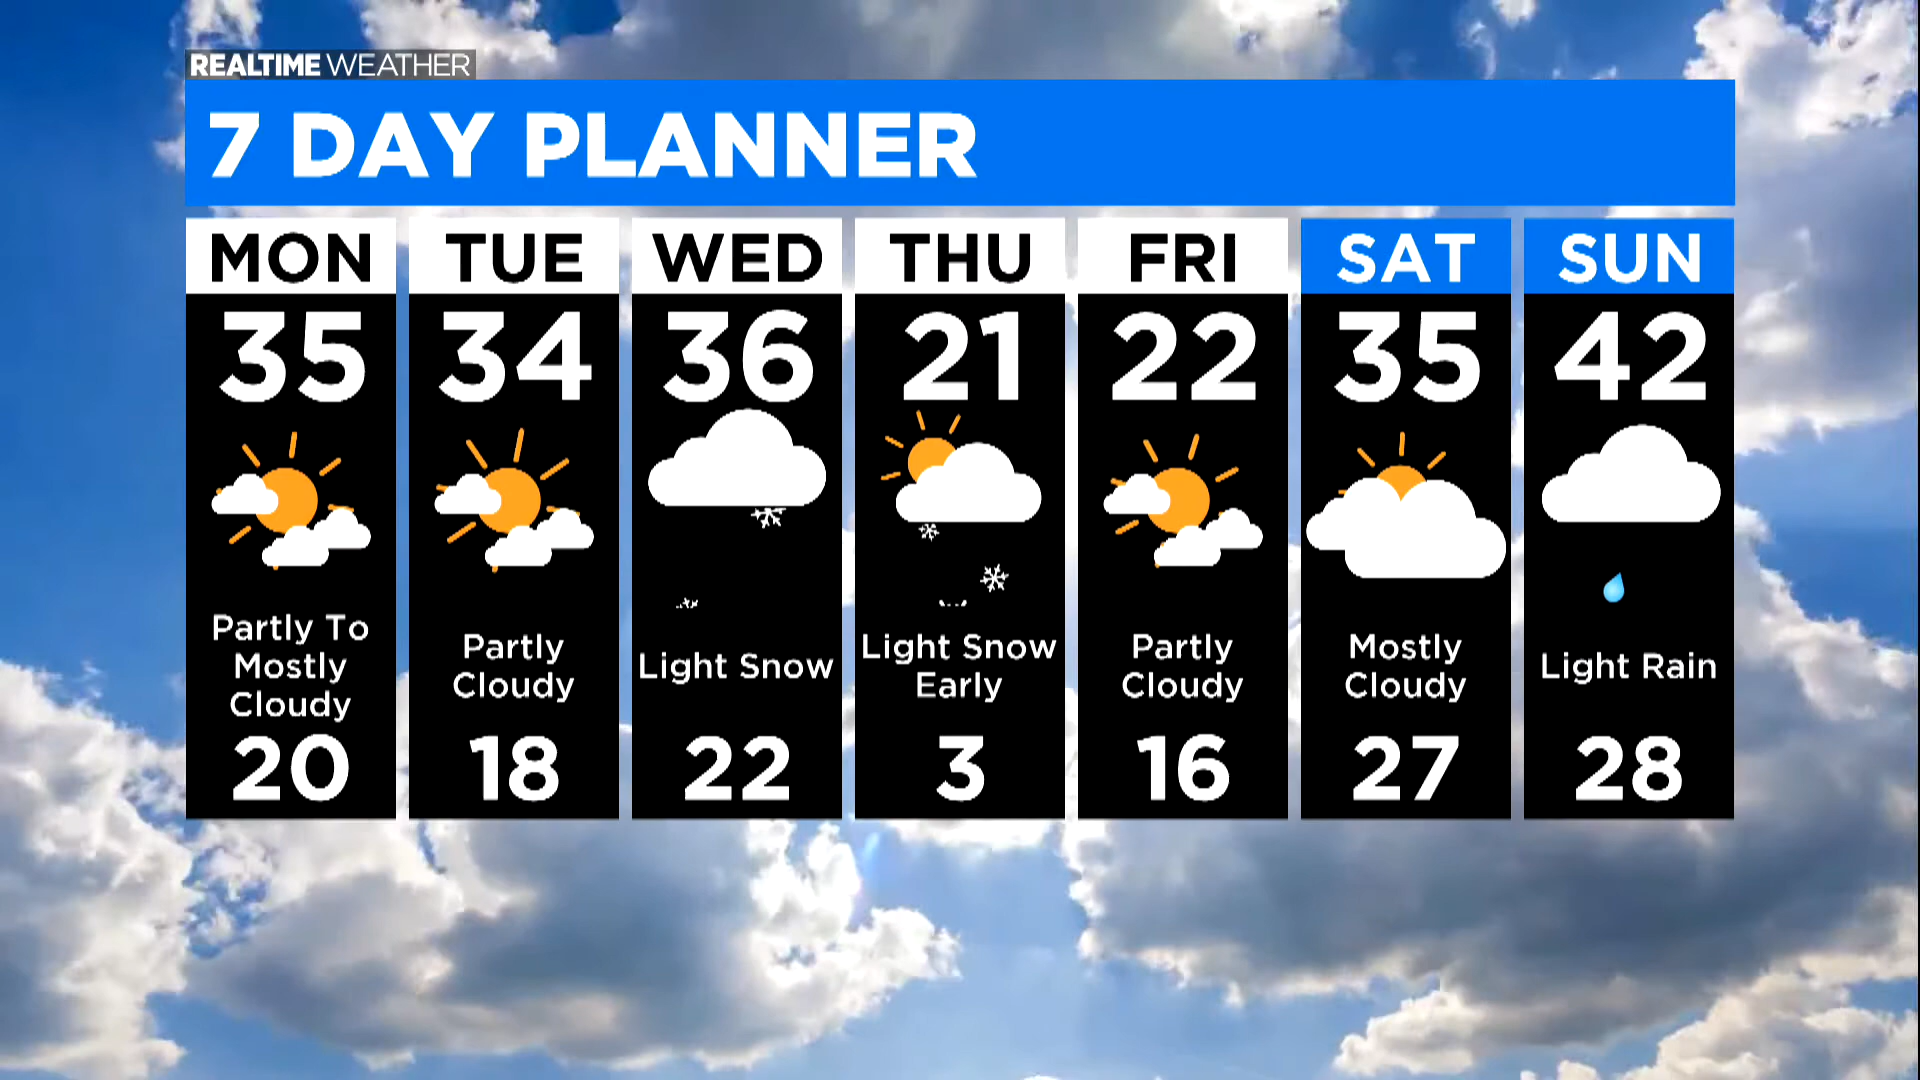 REALTIME WEATHER
7 DAY PLANNER
MON
35
Partly To
Mostly
Cloudy
20
TUE
34
Partly
Cloudy
18
WED
36
Light Snow
22
THU
21
Light Snow
Early
3
FRI
22
Partly
Cloudy
16
SAT
35
Mostly
Cloudy
27
SUN
42
Light Rain
28